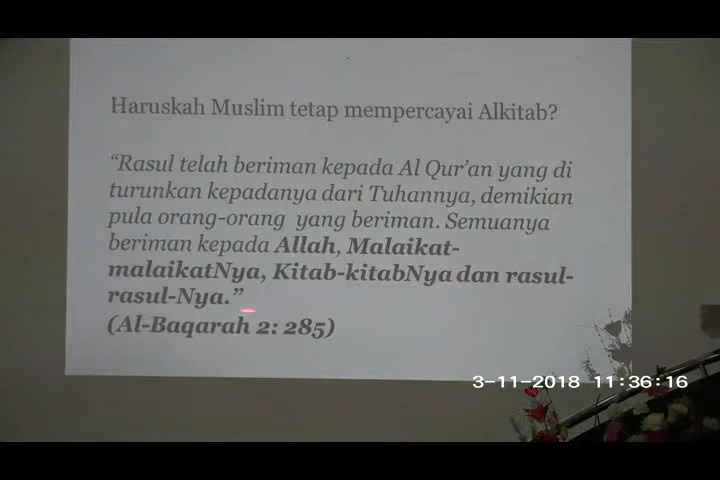 Haruskah Muslim tetap mempercayai Alkitab?
“Rasul telah beriman kepada Al Qur’an yang di
turunkan kepadanya dari Tuhannya, demikian
pula orang-orang yang beriman. Semuanya
beriman kepada Allah, Malaikat-
malaikatNya, Kitab-kitabNya dan rasul-
rasul-Nya.”
(Al-Baqarah 2: 285)
3-11-2018 11:36:16